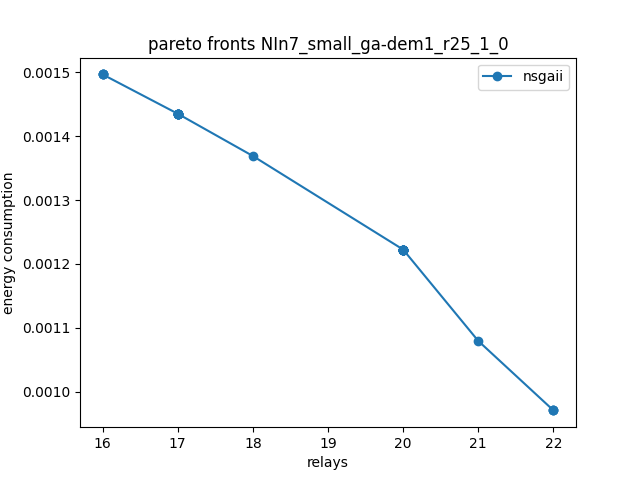 pareto fronts NIn7_small_ga-dem1_r25_1_0
nsgaii
0.0015
0.0014
0.0013
0.0012
0.0011
0.0010
energy consumption
16 17 18 19 20 21 22
relays